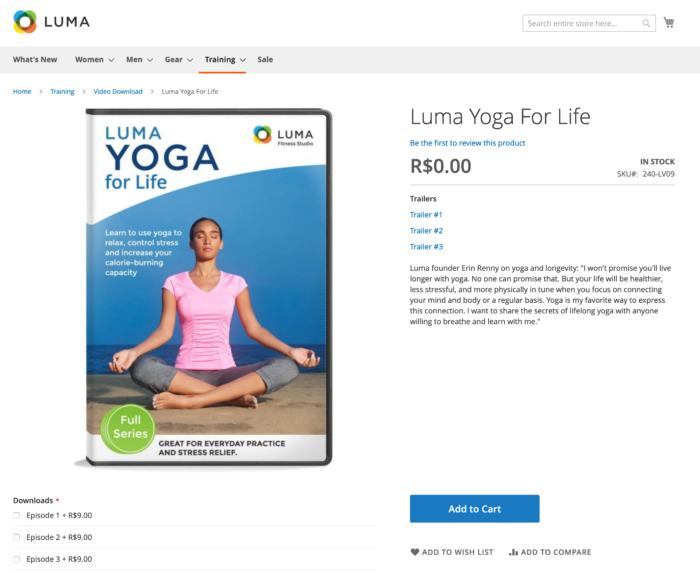 LUMA
Search entire store here...
What's New Women Men Gear Training Sale
Home > Training > Video Download > Luma Yoga For Life
LUMA
YOGA
for Life
LUMA
Fitness Studio
Learn to use yoga to
relax, control stress
and increase your
calorie-burning
capacity
Full
Series
GREAT FOR EVERYDAY PRACTICE
AND STRESS RELIEF.
Luma Yoga For Life
Be the first to review this product
R$0.00
IN STOCK
SKU#: 240-LV09
Trailers
Trailer #1
Trailer #2
Trailer #3
Luma founder Erin Renny on yoga and longevity: "I won't promise you'll live
longer with yoga. No one can promise that. But your life will be healthier,
less stressful, and more physically in tune when you focus on connecting
your mind and body or a regular basis. Yoga is my favorite way to express
this connection. I want to share the secrets of lifelong yoga with anyone
willing to breathe and learn with me."
Downloads *
Episode 1 + R$9.00
Episode 2 + R$9.00
Episode 3 + R$9.00
Add to Cart
ADD TO WISH LIST ADD TO COMPARE